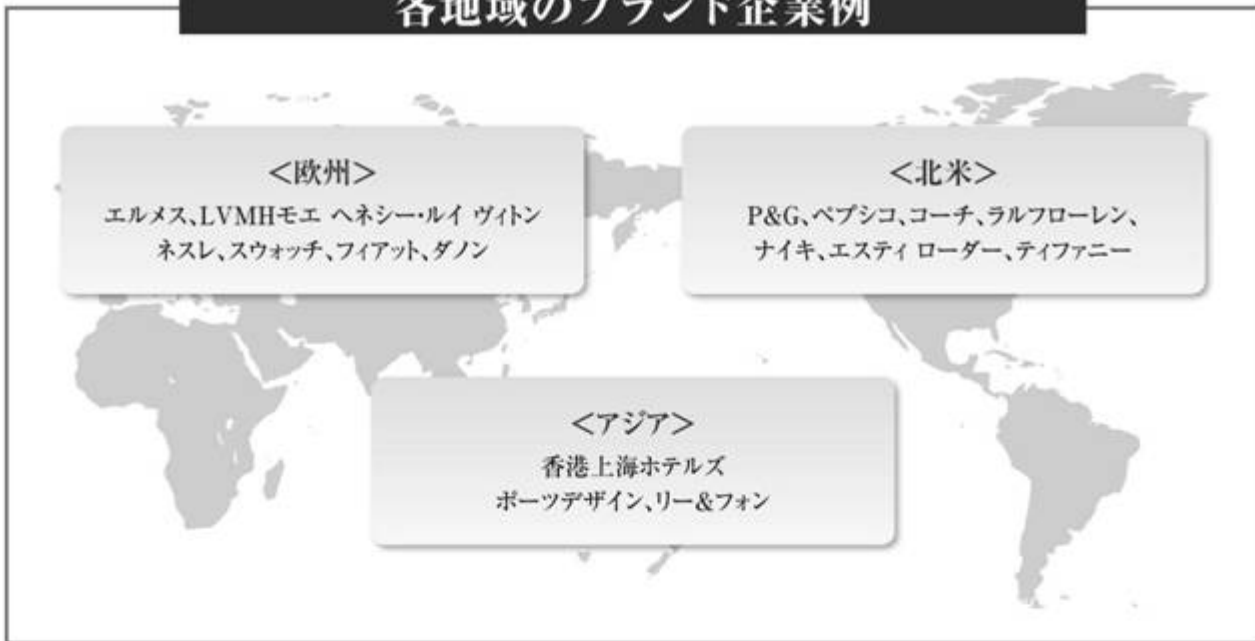 各地域のブランド企業例
＜欧州＞
エルメス、LVMHモエ ヘネシー・ルイ ヴィトン
ネスレ、スウォッチ、フィアット、ダノン
＜北米＞
P&G、ペプシコ、コーチ、ラルフローレン、
ナイキ、エスティ ローダー、ティファニー
＜アジア＞
香港上海ホテルズ
ポーツデザイン、リー&フォン